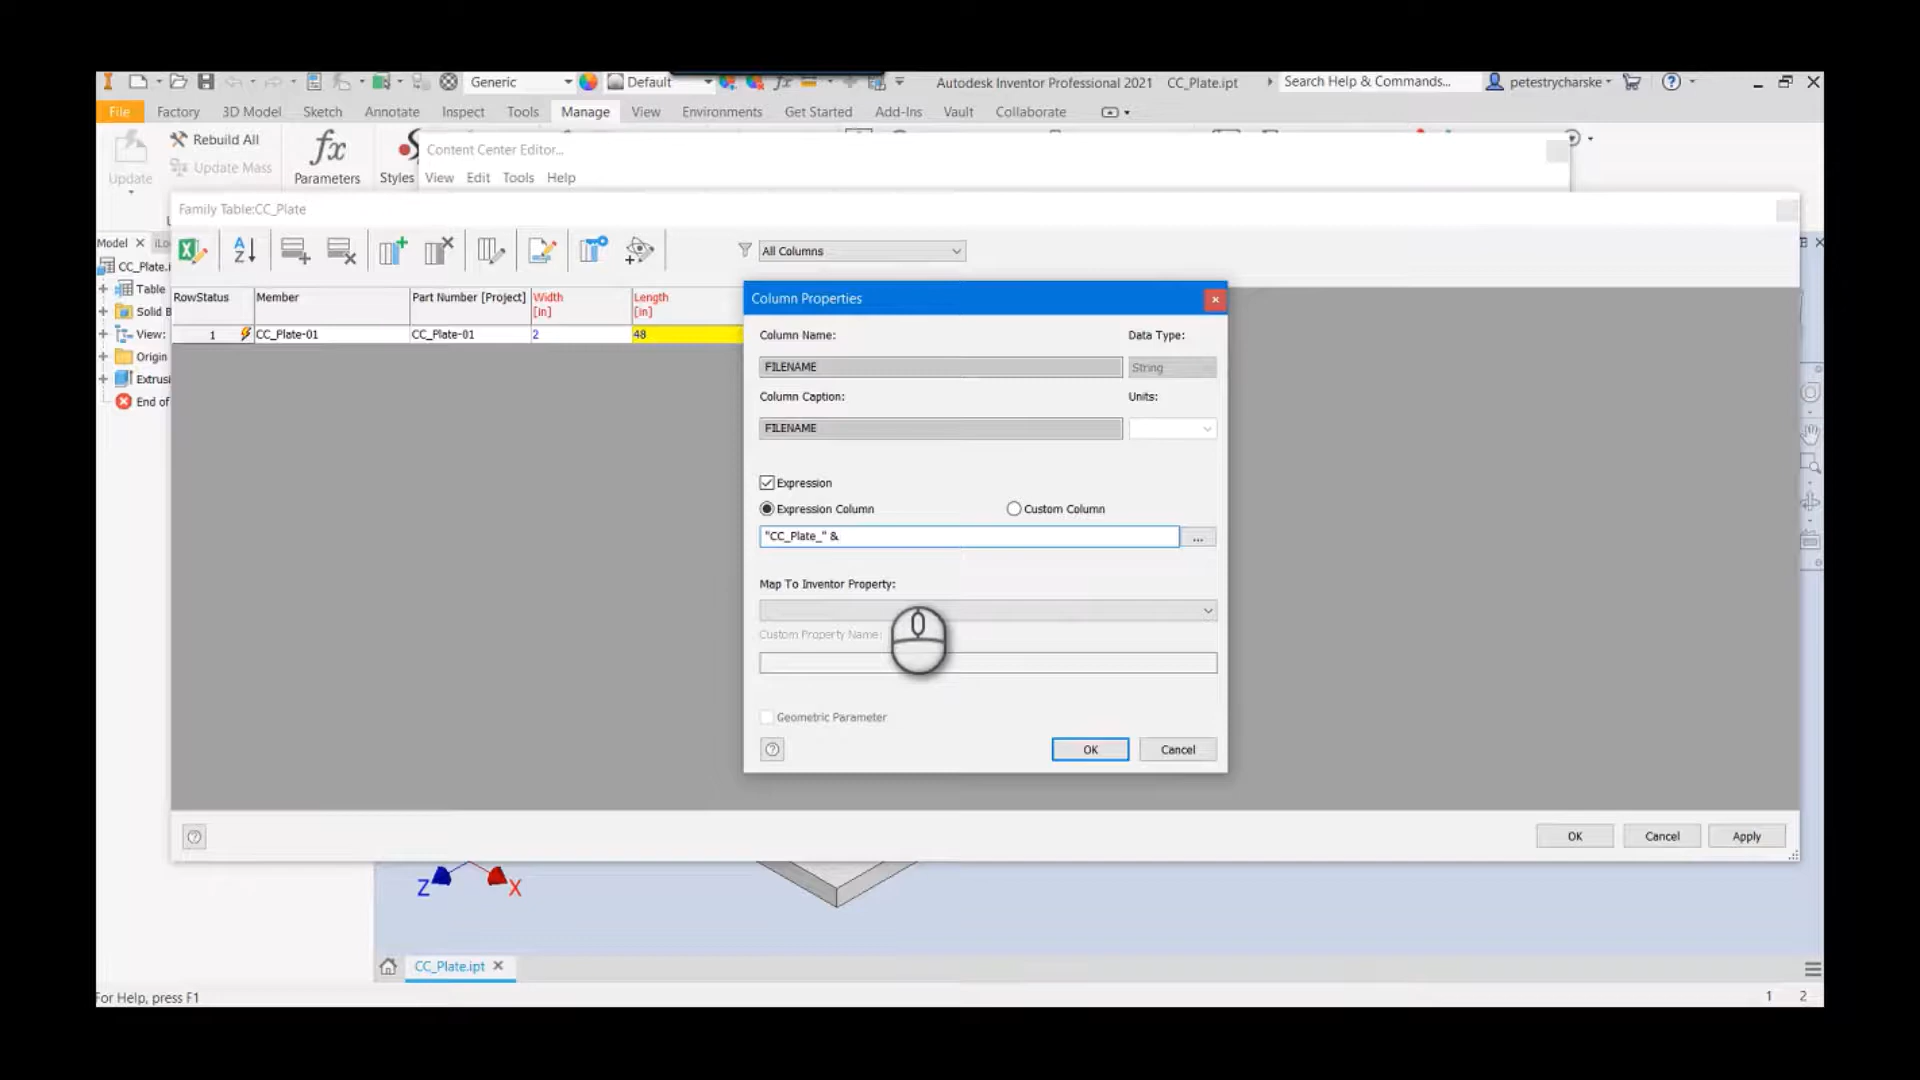 Generic
Default
Autodesk Inventor Professional 2021 CC_Plate.ipt
Search Help & Commands...
petestrycharske
File Factory 3D Model Sketch Annotate Inspect Tools Manage View Environments Get Started Add-Ins Vault Collaborate
Update
Rebuild All
Update Mass
fx
Parameters
Styles
Content Center Editor...
View Edit Tools Help
Family Table:CC_Plate
Model
All Columns
CC_Plate.i
Table
Solid B
View:
Origin
Extrusi
End of
RowStatus Member Part Number [Project] Width [in] Length [in]
1 CC_Plate-01 CC_Plate-01 2 48
Column Properties
Column Name: Data Type:
FILENAME String
Column Caption: Units:
FILENAME
Expression
Expression Column Custom Column
"CC_Plate_" &
...
Map To Inventor Property:
Custom Property Name:
Geometric Parameter
OK Cancel
OK Cancel Apply
Z X
CC_Plate.ipt
For Help, press F1
1 2